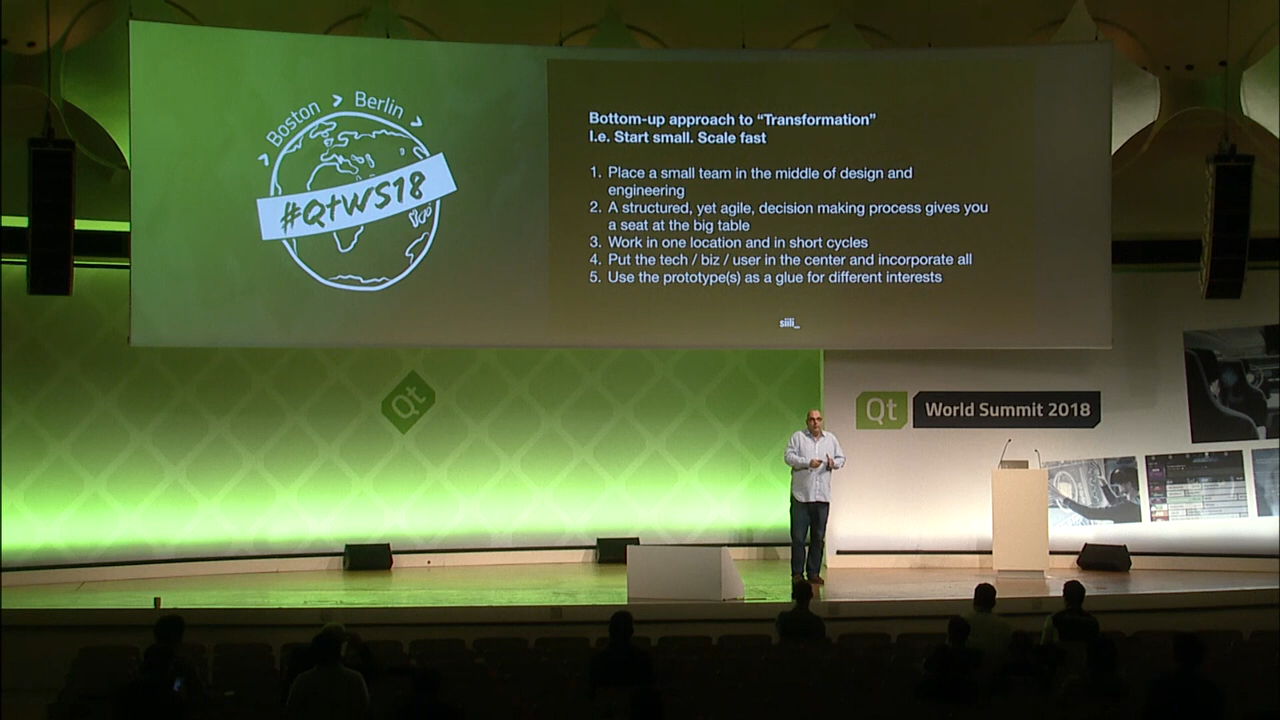 Boston > Berlin >
#QtWS18
Bottom-up approach to “Transformation”
I.e. Start small. Scale fast
1. Place a small team in the middle of design and
engineering
2. A structured, yet agile, decision making process gives you
a seat at the big table
3. Work in one location and in short cycles
4. Put the tech / biz / user in the center and incorporate all
5. Use the prototype(s) as a glue for different interests
siili_
Qt
Qt World Summit 2018